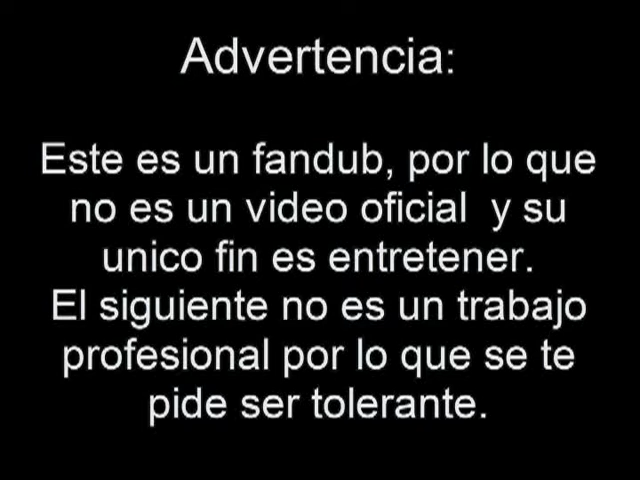 Advertencia:
Este es un fandub, por lo que
no es un video oficial y su
unico fin es entretener.
El siguiente no es un trabajo
profesional por lo que se te
pide ser tolerante.